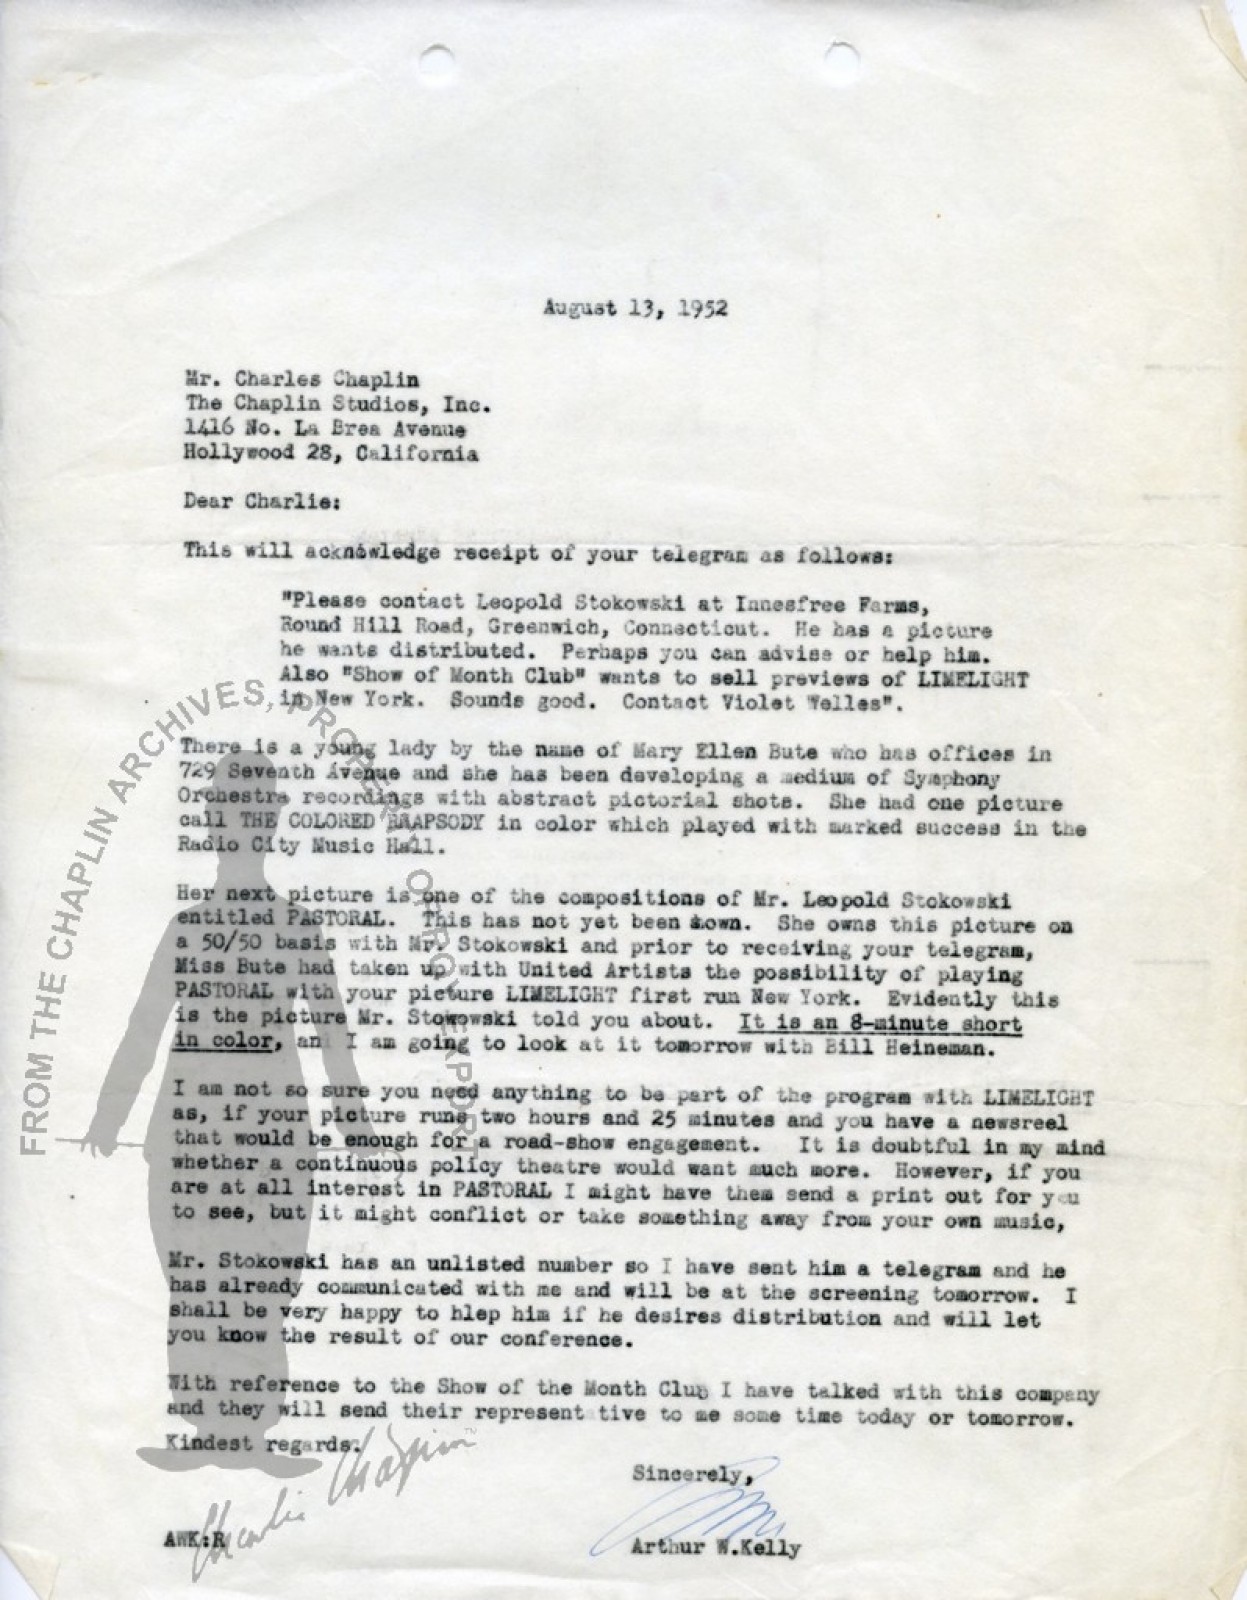 August 13, 1952
Mr. Charles Chaplin
The Chaplin Studios, Inc.
1416 No. La Brea Avenue
Hollywood 28, California
Dear Charlie:
This will acknowledge receipt of your telegram as follows:
"Please contact Leopold Stokowski at Innesfree Farms,
Round Hill Road, Greenwich, Connecticut. He has a picture
he wants distributed. Perhaps you can advise or help him.
Also "Show of Month Club" wants to sell previews of LIMELIGHT
in New York. Sounds good. Contact Violet Welles".
There is a young lady by the name of Mary Ellen Bute who has offices in
729 Seventh Avenue and she has been developing a medium of Symphony
Orchestra recordings with abstract pictorial shots. She had one picture
call THE COLORED RAAPSODY in color which played with marked success in the
Radio City Music Hall.
Her next picture is one of the compositions of Mr. Leopold Stokowski
entitled PASTORAL. This has not yet been sown. She owns this picture on
a 50/50 basis with Mr. Stokowski and prior to receiving your telegram,
Miss Bute had taken up with United Artists the possibility of playing
PASTORAL with your picture LIMELIGHT first run New York. Evidently this
is the picture Mr. Stokowski told you about. It is an 8-minute short
in color, an I am going to look at it tomorrow with Bill Heineman.
I am not so sure you need anything to be part of the program with LIMELIGHT
as, if your picture runs two hours and 25 minutes and you have a newsreel
that would be enough for a road-show engagement. It is doubtful in my mind
whether a continuous policy theatre would want much more. However, if you
are at all interest in PASTORAL I might have them send a print out for you
to see, but it might conflict or take something away from your own music,
Mr. Stokowski has an unlisted number so I have sent him a telegram and he
has already communicated with me and will be at the screening tomorrow. I
shall be very happy to hlep him if he desires distribution and will let
you know the result of our conference.
With reference to the Show of the Month Club I have talked with this company
and they will send their representative to me some time today or tomorrow.
Kindest regards.
Sincerely,
Arthur W.Kelly
AWK:R
FROM THE CHAPLIN ARCHIVES, PROPERTY OF ROY EXPORT
Charlie Chaplin